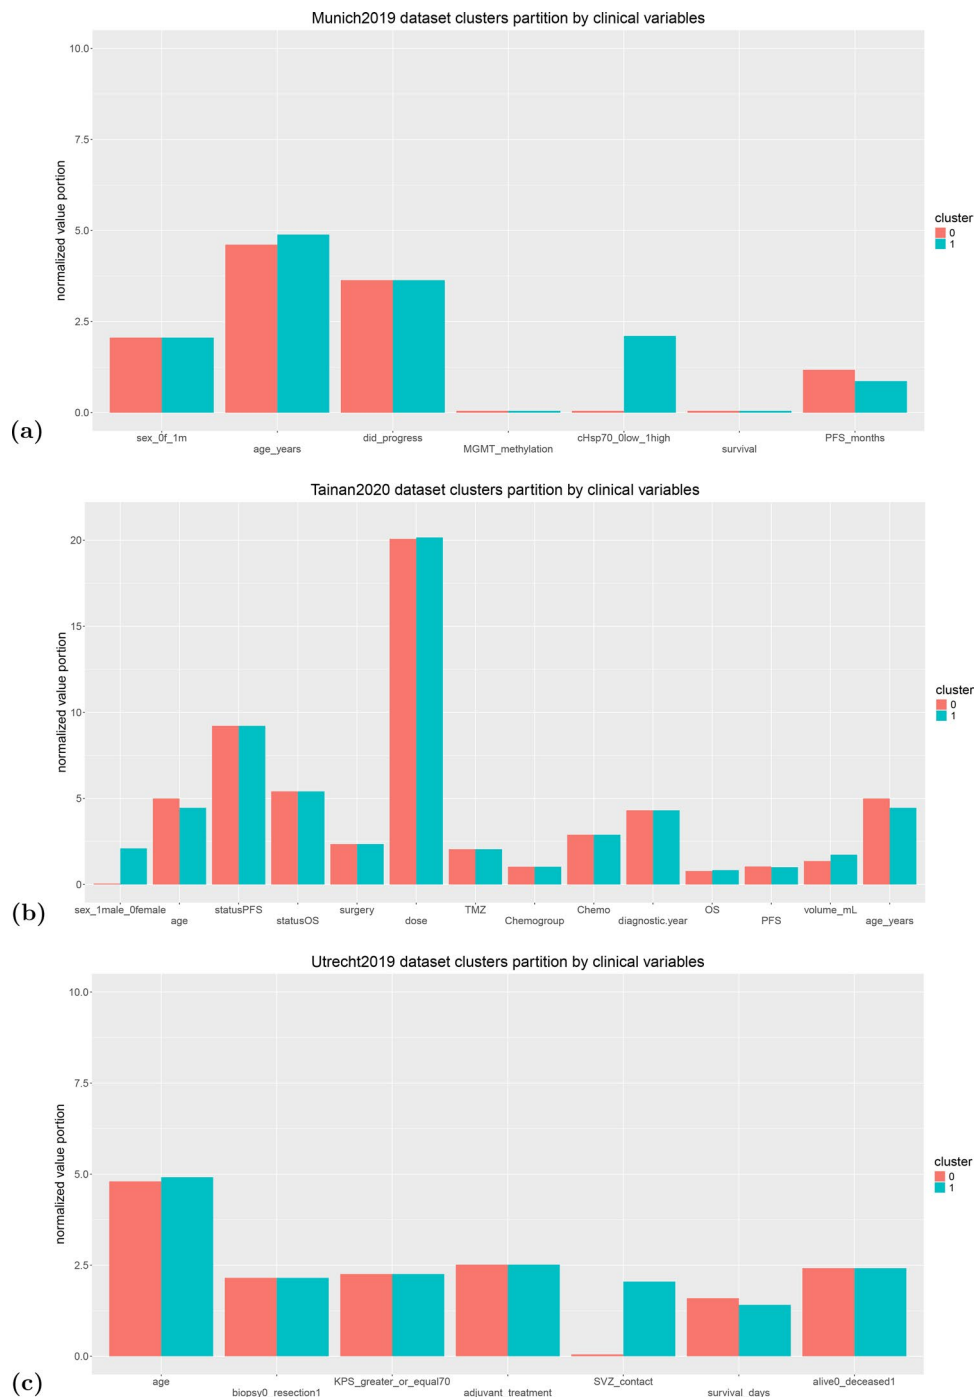 Munich2019 dataset clusters partition by clinical variables
10.0
7.5
5.0
2.5
0.0
normalized value portion
cluster
0
1
(a)
sex_0f_1m
age_years
did_progress
MGMT_methylation
cHsp70_0low_1high
survival
PFS_months
Tainan2020 dataset clusters partition by clinical variables
20
15
10
5
0
normalized value portion
cluster
0
1
(b)
sex_1male_0female
age
statusPFS
statusOS
surgery
dose
TMZ
Chemogroup
Chemo
diagnostic.year
OS
PFS
volume_mL
age_years
Utrecht2019 dataset clusters partition by clinical variables
10.0
7.5
5.0
2.5
0.0
normalized value portion
cluster
0
1
(c)
age
biopsy0_resection1
KPS_greater_or_equal70
adjuvant_treatment
SVZ_contact
survival_days
alive0_deceased1